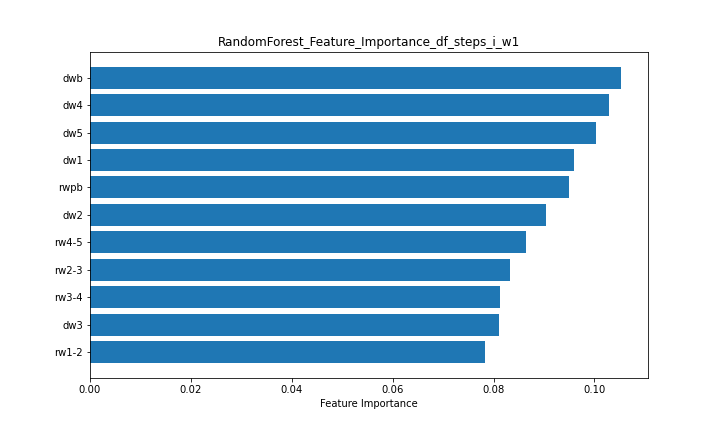 RandomForest_Feature_Importance_df_steps_i_w1
dwb
dw4
dw5
dw1
rwpb
dw2
rw4-5
rw2-3
rw3-4
dw3
rw1-2
0.00 0.02 0.04 0.06 0.08 0.10
Feature Importance